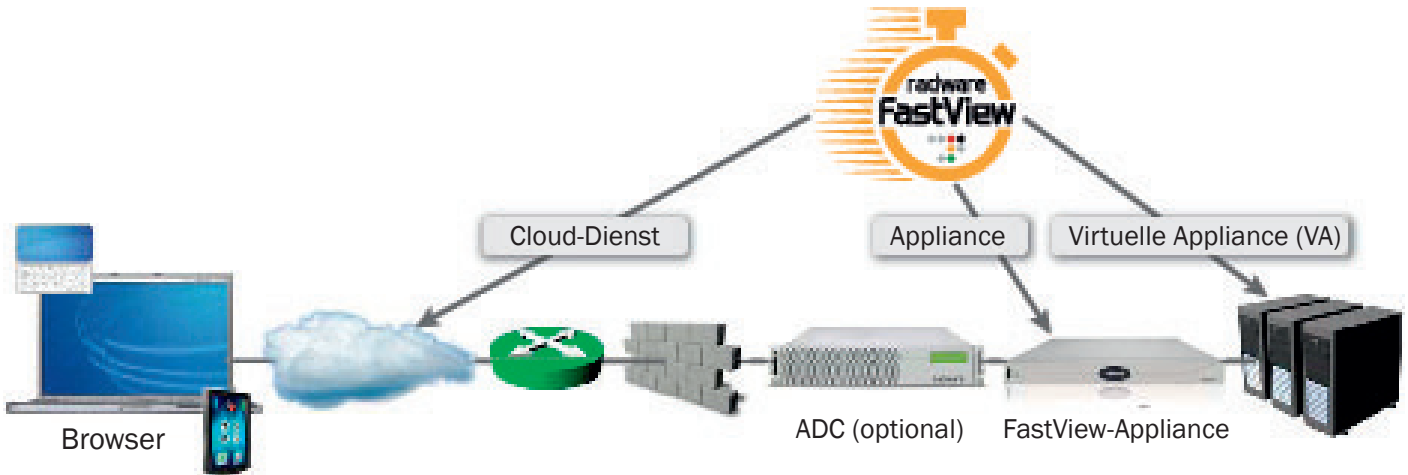 radware
FastView
Cloud-Dienst
Appliance
Virtuelle Appliance (VA)
Browser
ADC (optional)
FastView-Appliance